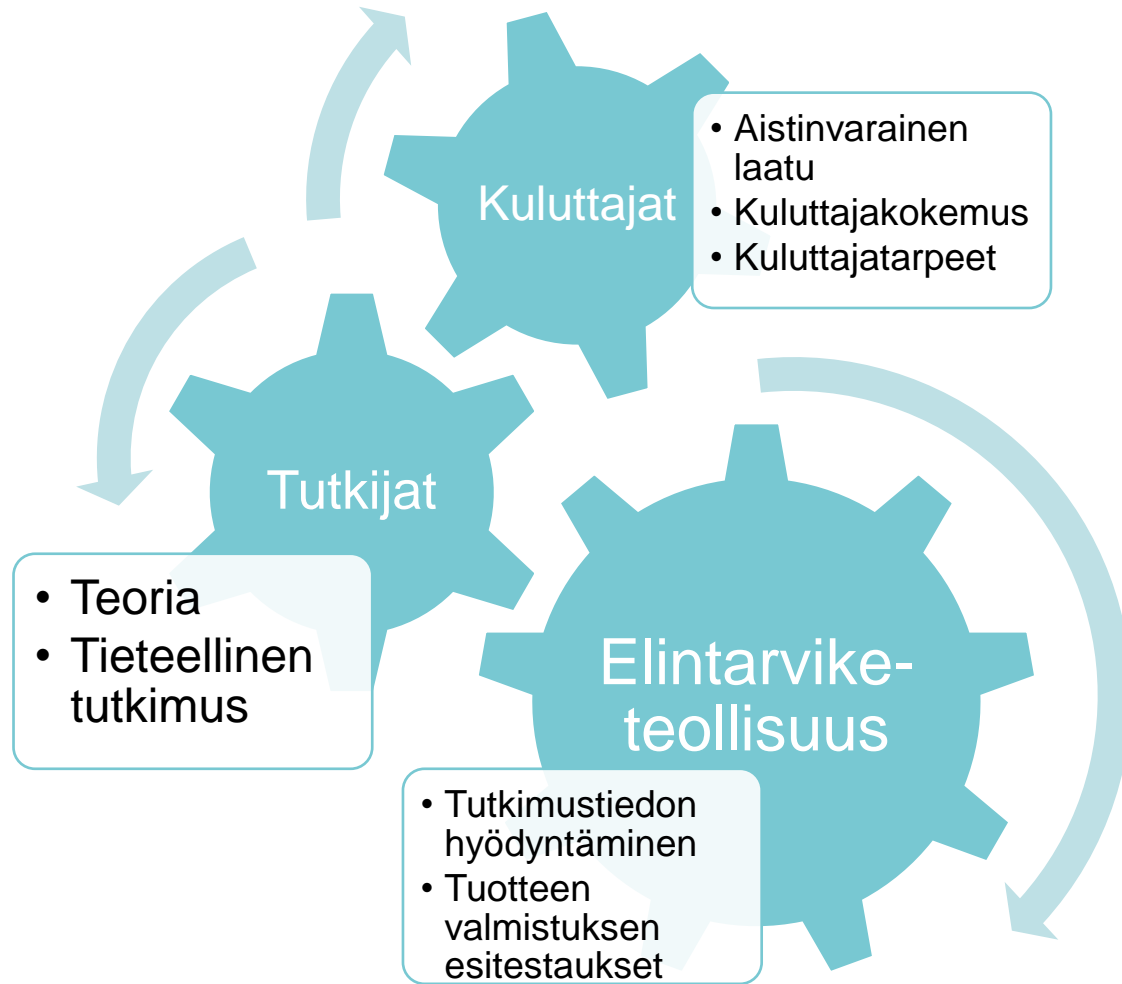 Kuluttajat
• Aistinvarainen
laatu
• Kuluttajakokemus
• Kuluttajatarpeet
Tutkijat
• Teoria
• Tieteellinen
tutkimus
Elintarvike-
teollisuus
• Tutkimustiedon
hyödyntäminen
• Tuotteen
valmistuksen
esitestaukset